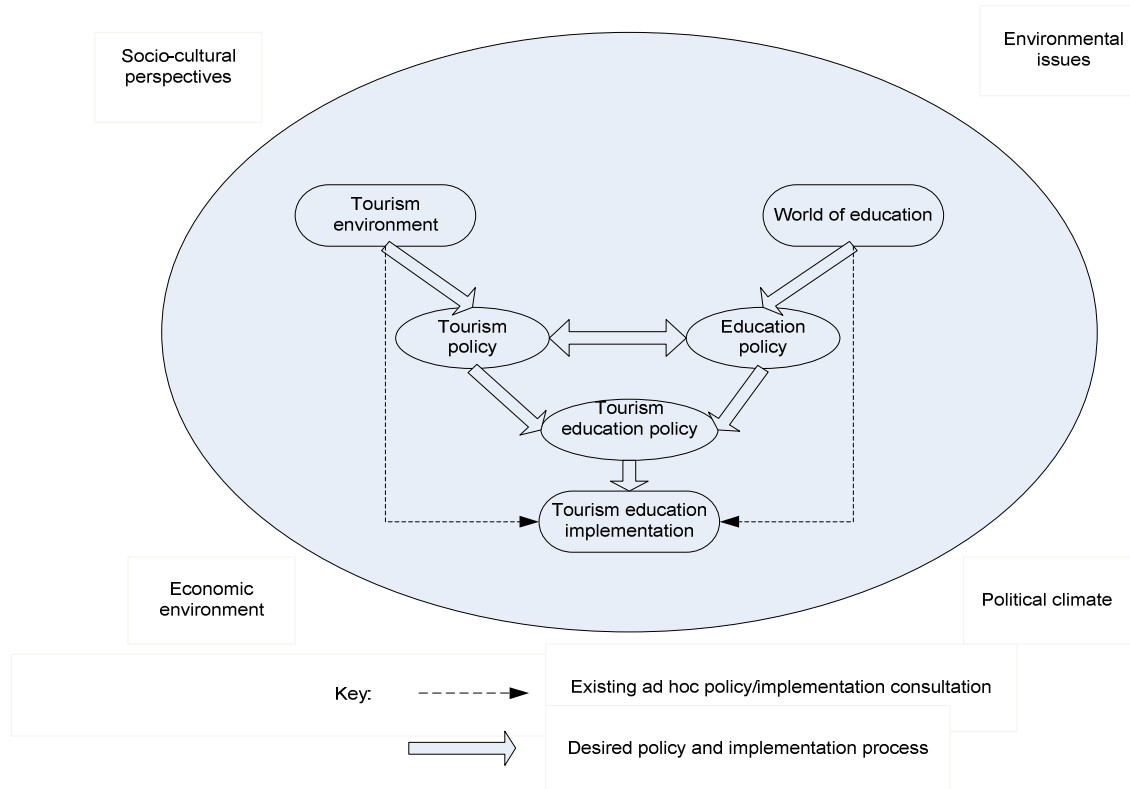 Socio-cultural
perspectives
Environmental
issues
Tourism
environment
World of education
Tourism
policy
Education
policy
Tourism
education policy
Tourism education
implementation
Economic
environment
Political climate
Key:
Existing ad hoc policy/implementation consultation
Desired policy and implementation process